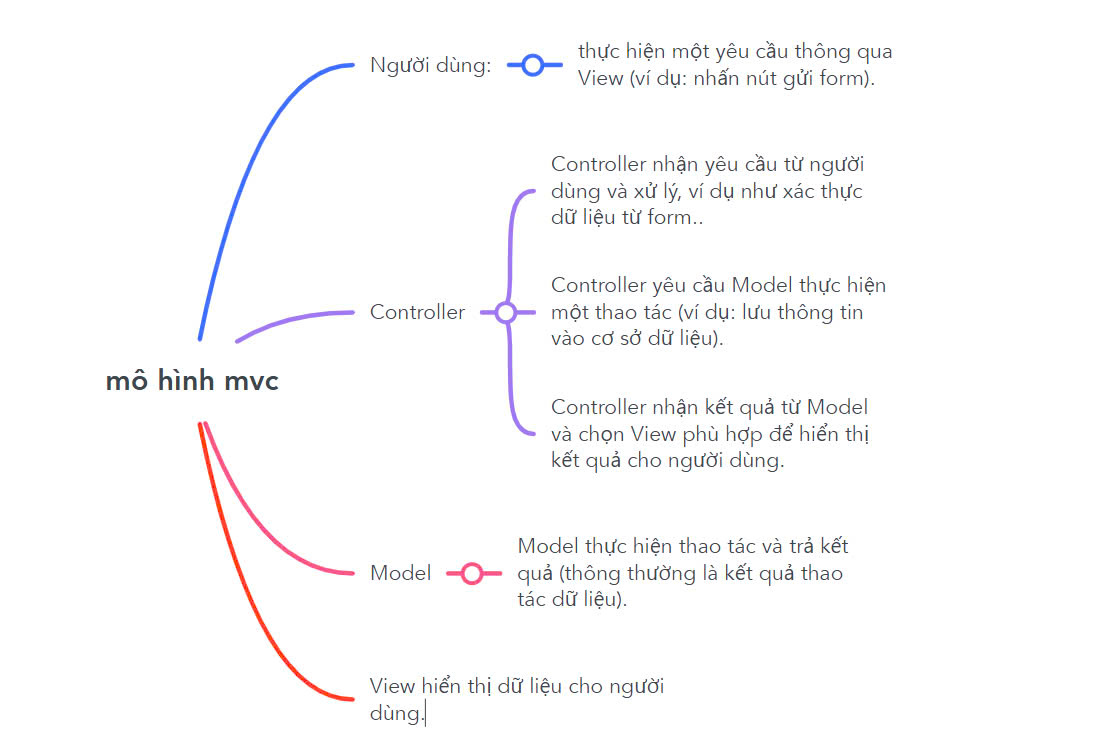 Người dùng:
thực hiện một yêu cầu thông qua
View (ví dụ: nhấn nút gửi form).
Controller nhận yêu cầu từ người
dùng và xử lý, ví dụ như xác thực
dữ liệu từ form..
Controller
Controller yêu cầu Model thực hiện
một thao tác (ví dụ: lưu thông tin
vào cơ sở dữ liệu).
mô hình mvc
Controller nhận kết quả từ Model
và chọn View phù hợp để hiển thị
kết quả cho người dùng.
Model
Model thực hiện thao tác và trả kết
quả (thông thường là kết quả thao
tác dữ liệu).
View hiển thị dữ liệu cho người
dùng.